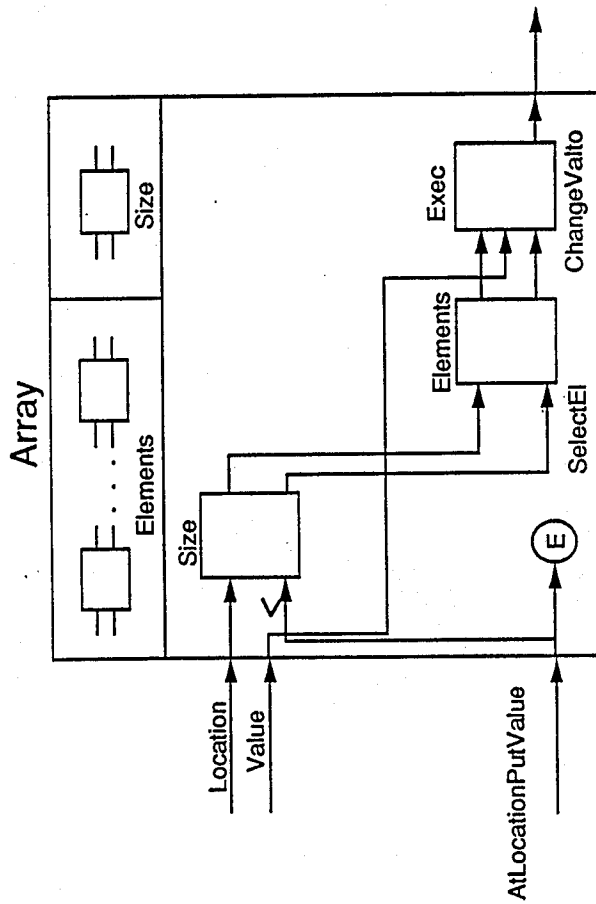 Array
Elements
Size
Location
Value
Size
<
Elements
Exec
SelectEl
ChangeValto
E
AtLocationPutValue